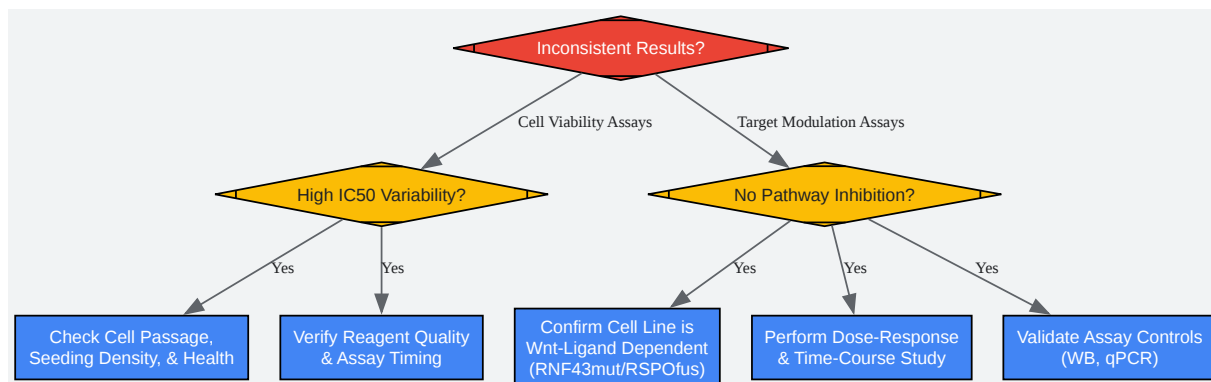 Inconsistent Results?
Cell Viability Assays
Target Modulation Assays
High IC50 Variability?
No Pathway Inhibition?
Yes
Yes
Yes
Yes
Yes
Check Cell Passage,
Seeding Density, & Health
Verify Reagent Quality
& Assay Timing
Confirm Cell Line is
Wnt-Ligand Dependent
(RNF43mut/RSPOfus)
Perform Dose-Response
& Time-Course Study
Validate Assay Controls
(WB, qPCR)